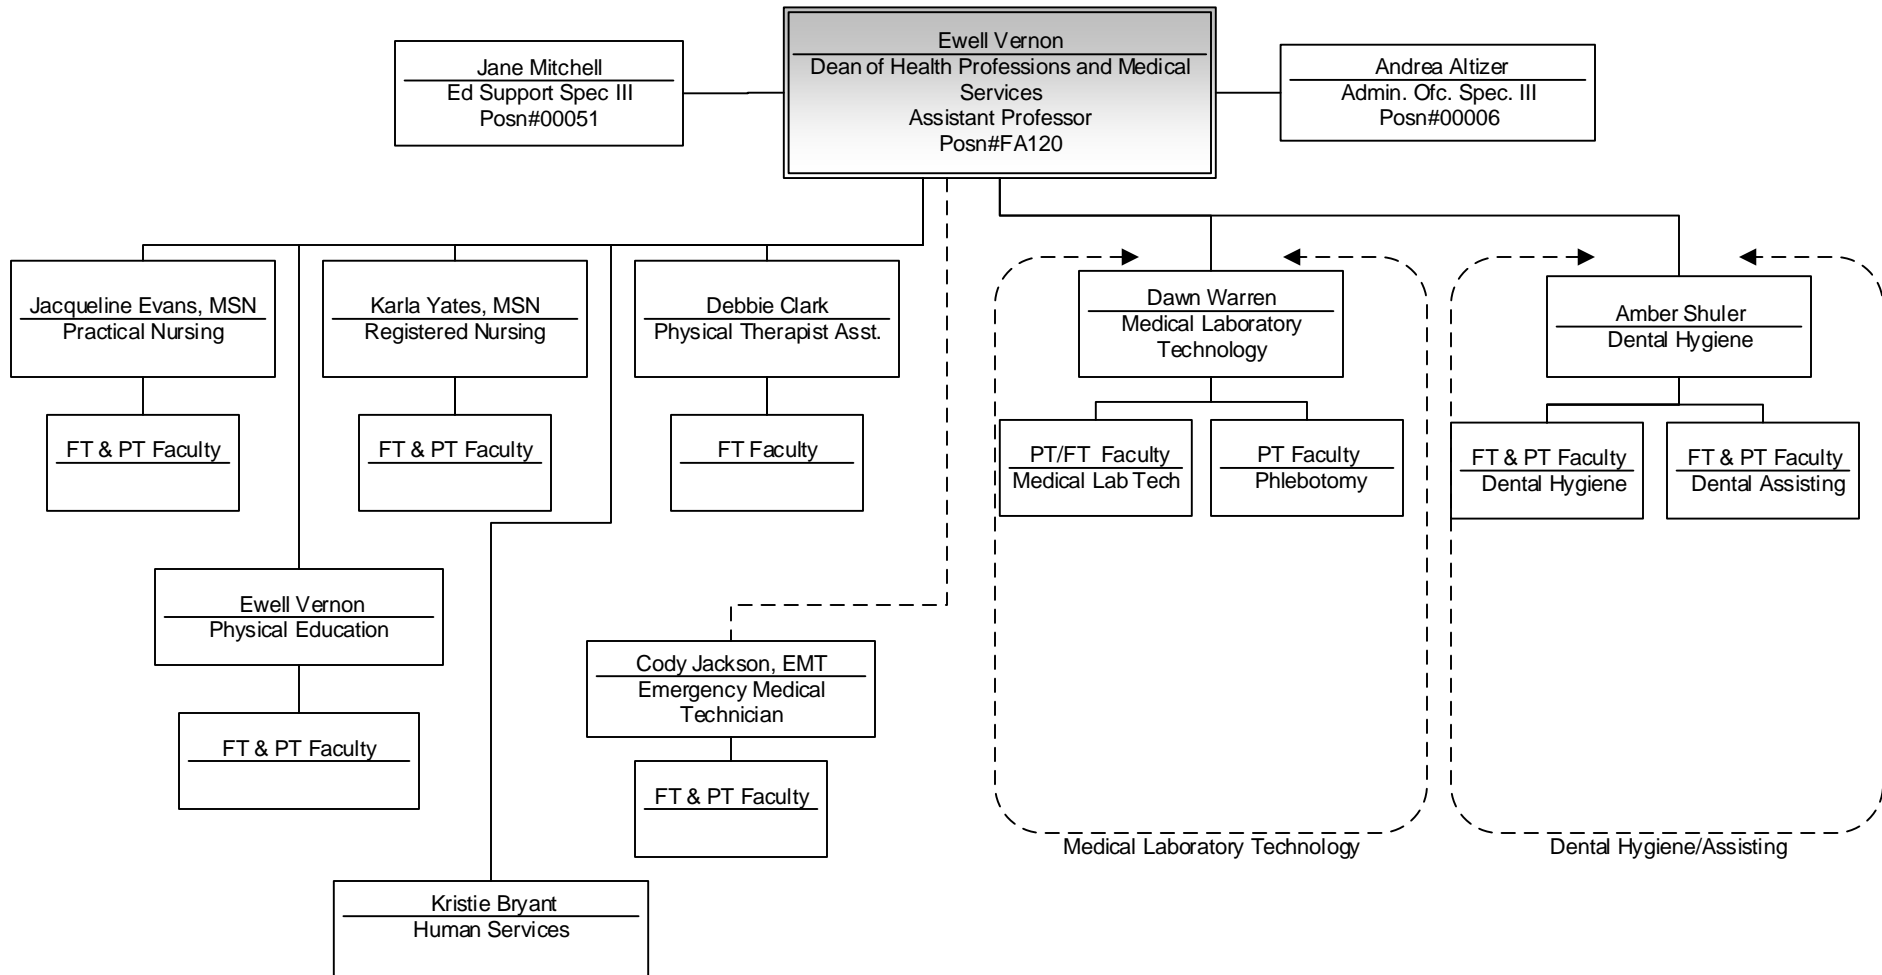 Ewell Vernon
Dean of Health Professions and Medical
Services
Assistant Professor
Posn#FA120
Jane Mitchell
Ed Support Spec III
Posn#00051
Andrea Altizer
Admin. Ofc. Spec. III
Posn#00006
Jacqueline Evans, MSN
Practical Nursing
FT & PT Faculty
Karla Yates, MSN
Registered Nursing
FT & PT Faculty
Debbie Clark
Physical Therapist Asst.
FT Faculty
Dawn Warren
Medical Laboratory
Technology
PT/FT Faculty
Medical Lab Tech
PT Faculty
Phlebotomy
Amber Shuler
Dental Hygiene
FT & PT Faculty
Dental Hygiene
FT & PT Faculty
Dental Assisting
Ewell Vernon
Physical Education
FT & PT Faculty
Cody Jackson, EMT
Emergency Medical
Technician
FT & PT Faculty
Medical Laboratory Technology
Dental Hygiene/Assisting
Kristie Bryant
Human Services